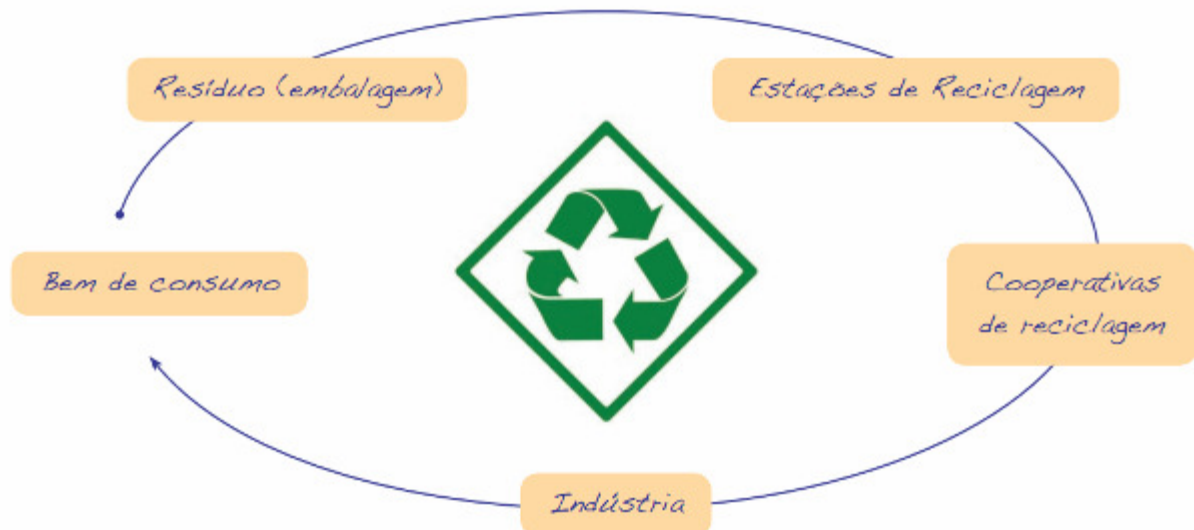 Resíduo (embalagem)
Estações de Reciclagem
Bem de consumo
Cooperativas
de reciclagem
Indústria